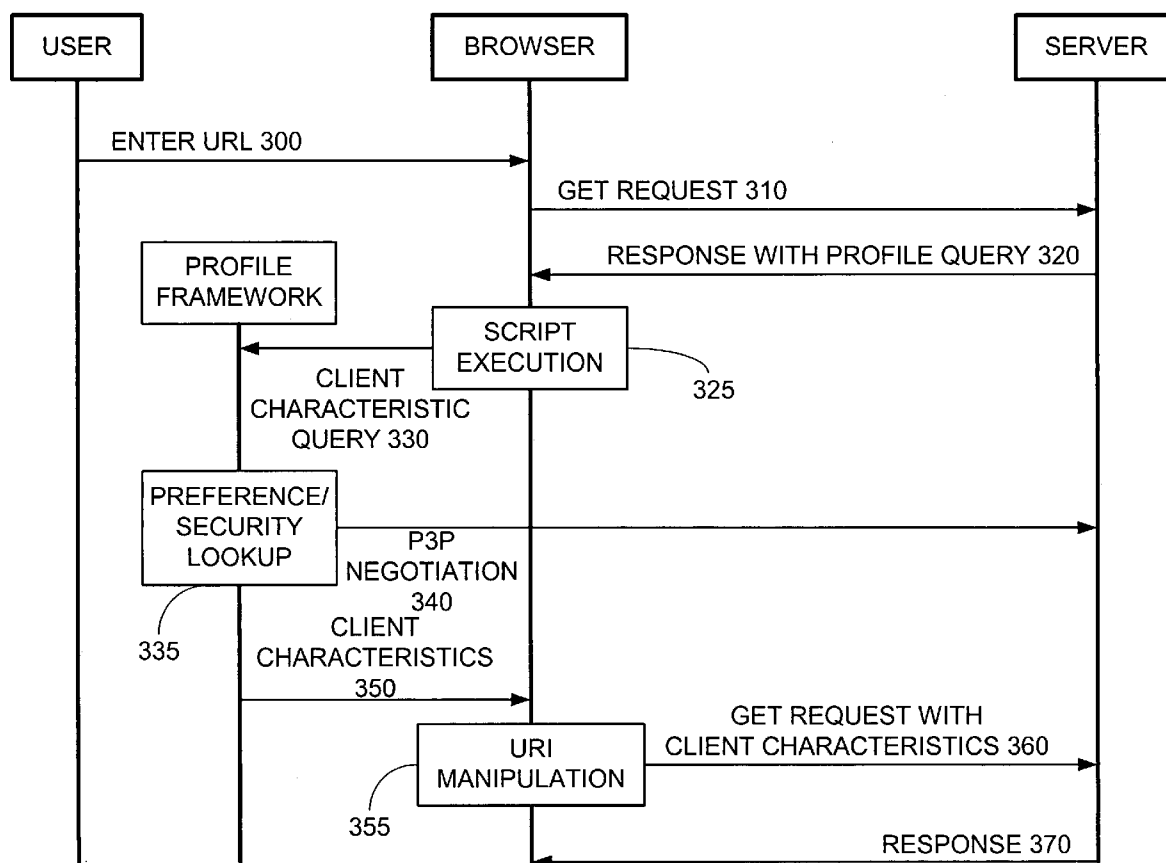 USER
BROWSER
SERVER
ENTER URL 300
GET REQUEST 310
RESPONSE WITH PROFILE QUERY 320
PROFILE
FRAMEWORK
SCRIPT
EXECUTION
325
CLIENT
CHARACTERISTIC
QUERY 330
PREFERENCE/
SECURITY
LOOKUP
335
P3P
NEGOTIATION
340
CLIENT
CHARACTERISTICS
350
URI
MANIPULATION
355
GET REQUEST WITH
CLIENT CHARACTERISTICS 360
RESPONSE 370